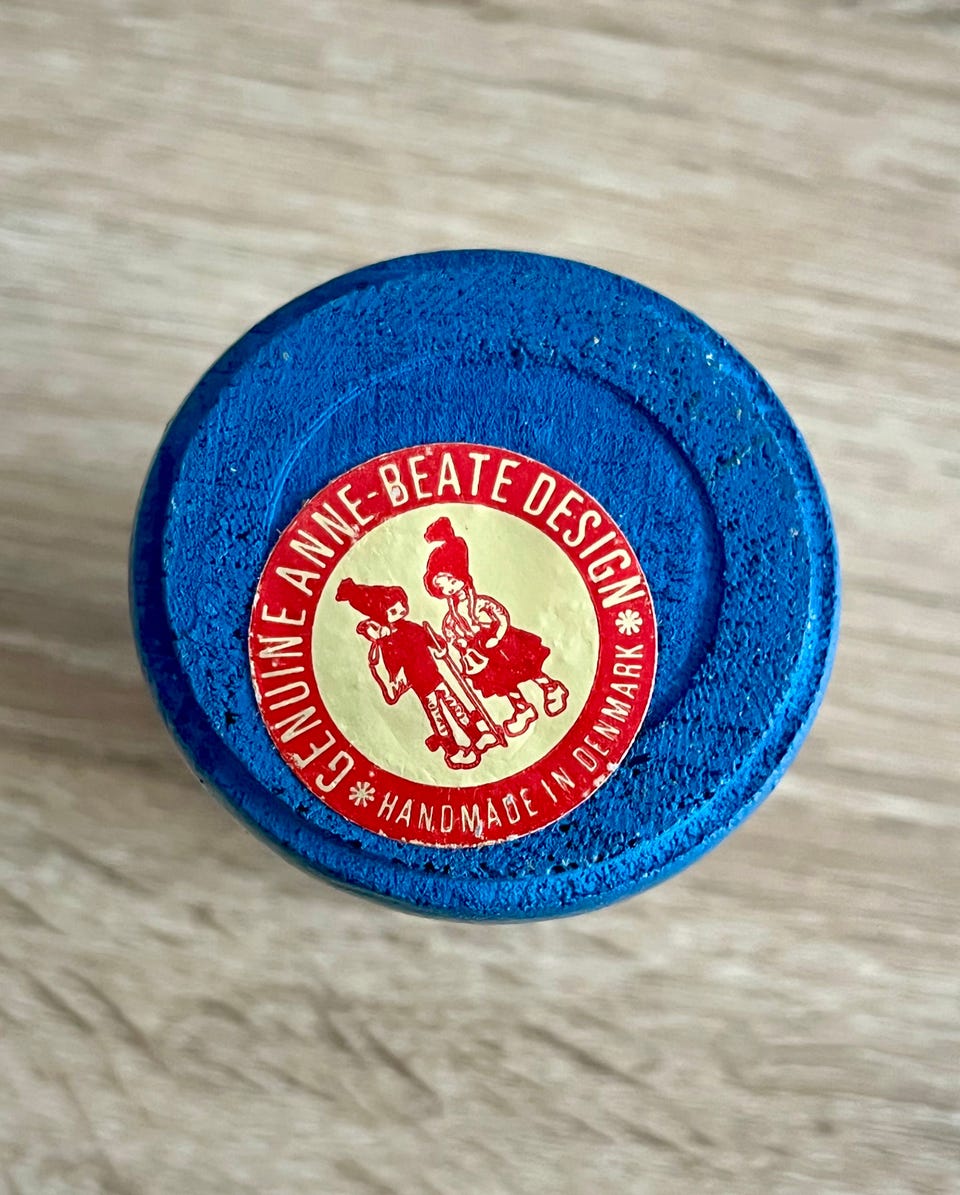 GENUINE ANNE-BEATE DESIGN
* HANDMADE IN DENMARK *